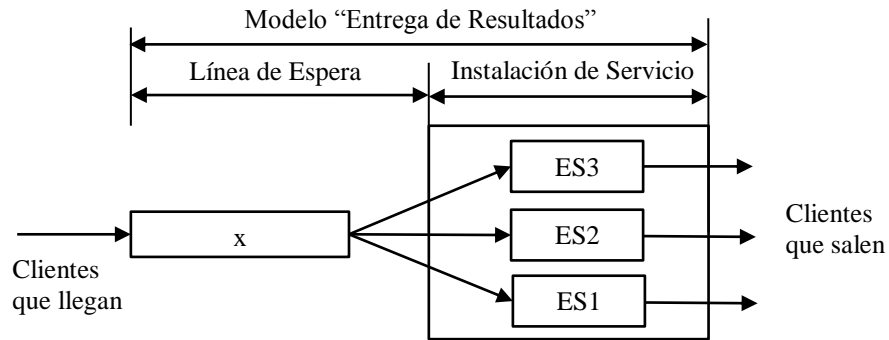 Modelo “Entrega de Resultados”
Línea de Espera
Instalación de Servicio
ES3
x
ES2
ES1
Clientes
que llegan
Clientes
que salen